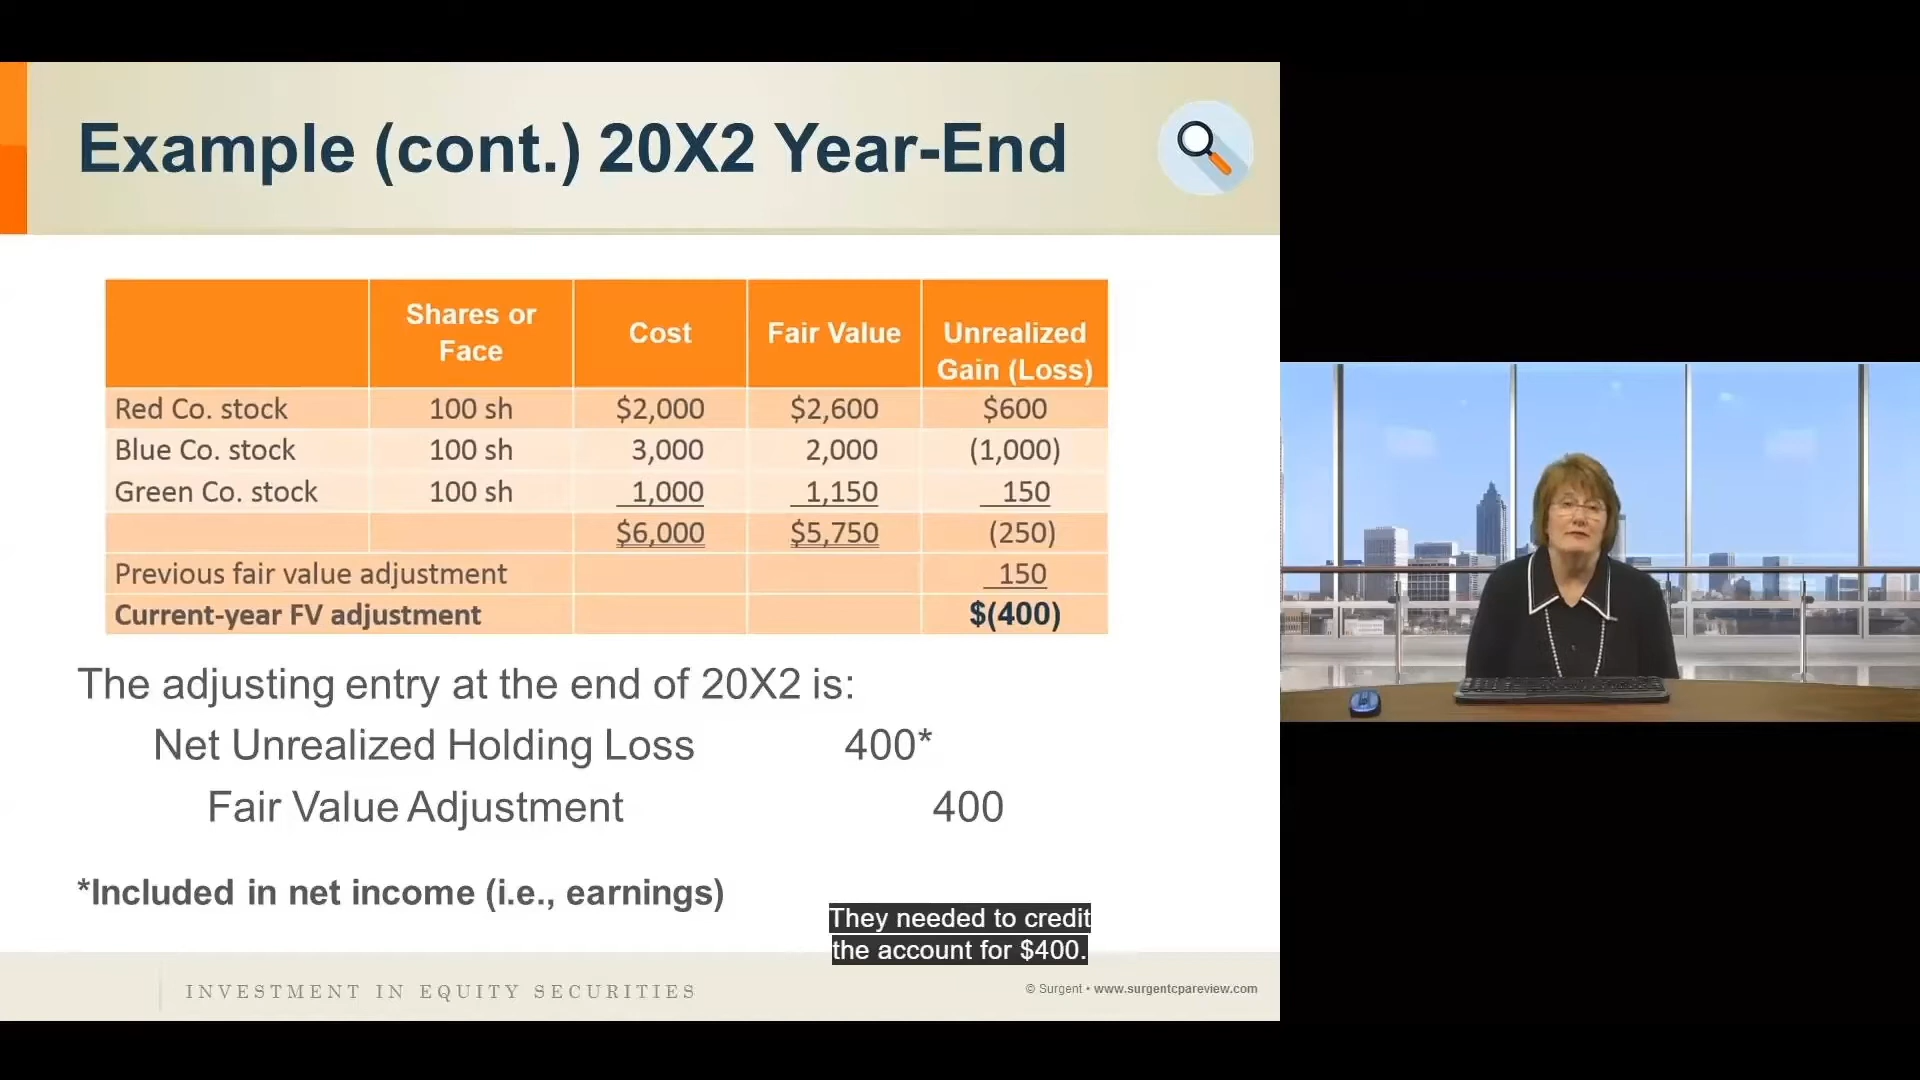 Example (cont.) 20X2 Year-End
Shares or Face Cost Fair Value Unrealized Gain (Loss)
Red Co. stock 100 sh $2,000 $2,600 $600
Blue Co. stock 100 sh 3,000 2,000 (1,000)
Green Co. stock 100 sh 1,000 1,150 150
$6,000 $5,750 (250)
Previous fair value adjustment 150
Current-year FV adjustment $(400)
The adjusting entry at the end of 20X2 is:
Net Unrealized Holding Loss 400*
Fair Value Adjustment 400
*Included in net income (i.e., earnings)
They needed to credit
the account for $400.
INVESTMENT IN EQUITY SECURITIES
© Surgent • www.surgentcpareview.com